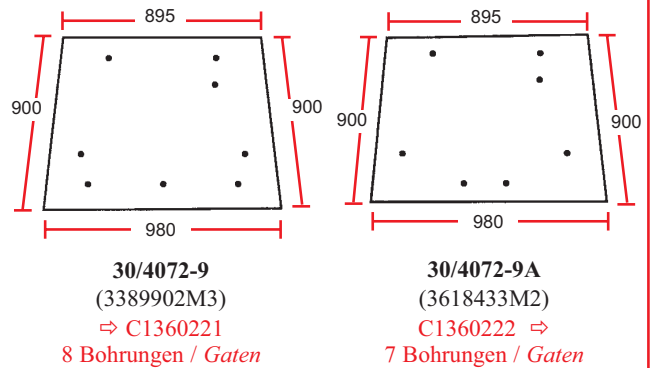 895
900
900
980
30/4072-9
(3389902M3)
⇨ C1360221
8 Bohrungen / Gaten
895
900
900
980
30/4072-9A
(3618433M2)
C1360222 ⇨
7 Bohrungen / Gaten